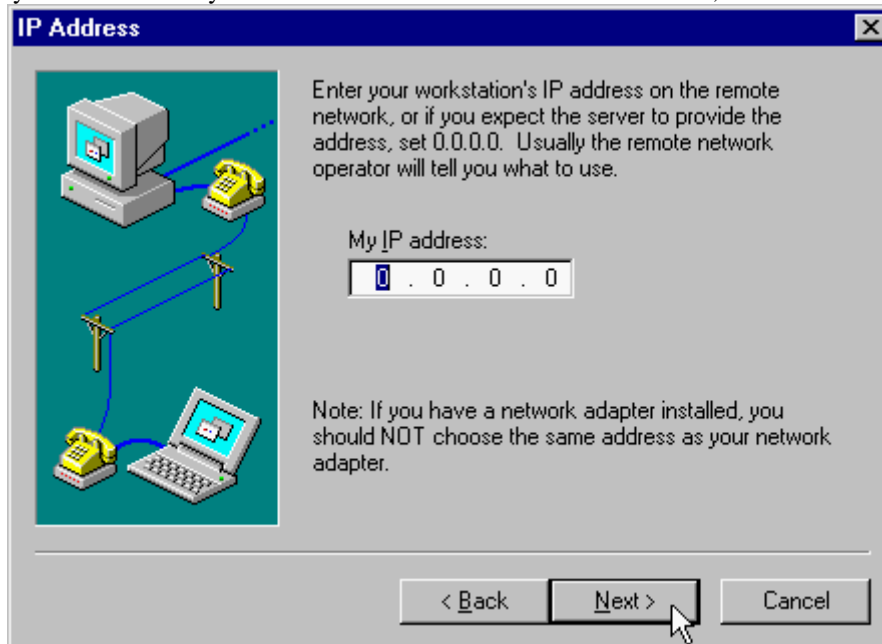 IP Address
Enter your workstation's IP address on the remote
network, or if you expect the server to provide the
address, set 0.0.0.0. Usually the remote network
operator will tell you what to use.
My IP address:
0 . 0 . 0 . 0
Note: If you have a network adapter installed, you
should NOT choose the same address as your network
adapter.
< Back Next > Cancel